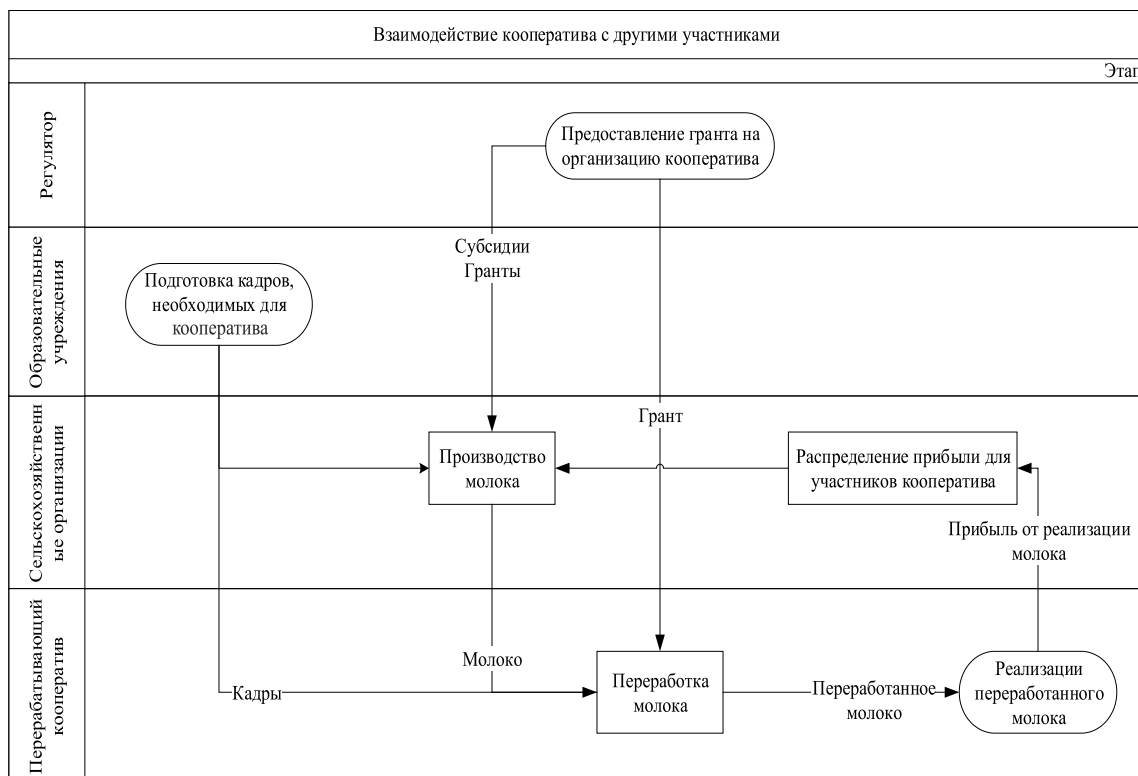 Взаимодействие кооператива с другими участниками
Этап
Регулятор
Предоставление гранта на
организацию кооператива
Субсидии
Гранты
Образовательные
учреждения
Подготовка кадров,
необходимых для
кооператива
Сельскохозяйственн
ые организации
Грант
Производство
молока
Распределение прибыли для
участников кооператива
Прибыль от реализации
молока
Перерабатывающий
кооператив
Молоко
Кадры
Переработка
молока
Переработанное
молоко
Реализации
переработанного
молока